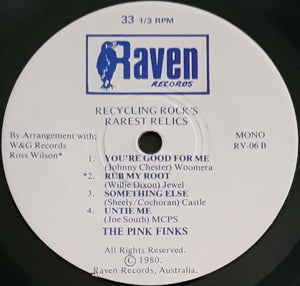 33 1/3 RPM
Raven
RECORDS
RECYCLING ROCK'S
RAREST RELICS
By Arrangement with;
W&G Records
Ross Wilson*
MONO
RV-06 B
1. YOU'RE GOOD FOR ME
(Johnny Chester) Woomera
*2. RUB MY ROOT
(Willie Dixon) Jewel
3. SOMETHING ELSE
(Sheely/Cochran) Castle
4. UNTIE ME
(Joe South) MCPS
THE PINK FINKS
All Rights Reserved.
© 1980.
Raven Records, Australia.